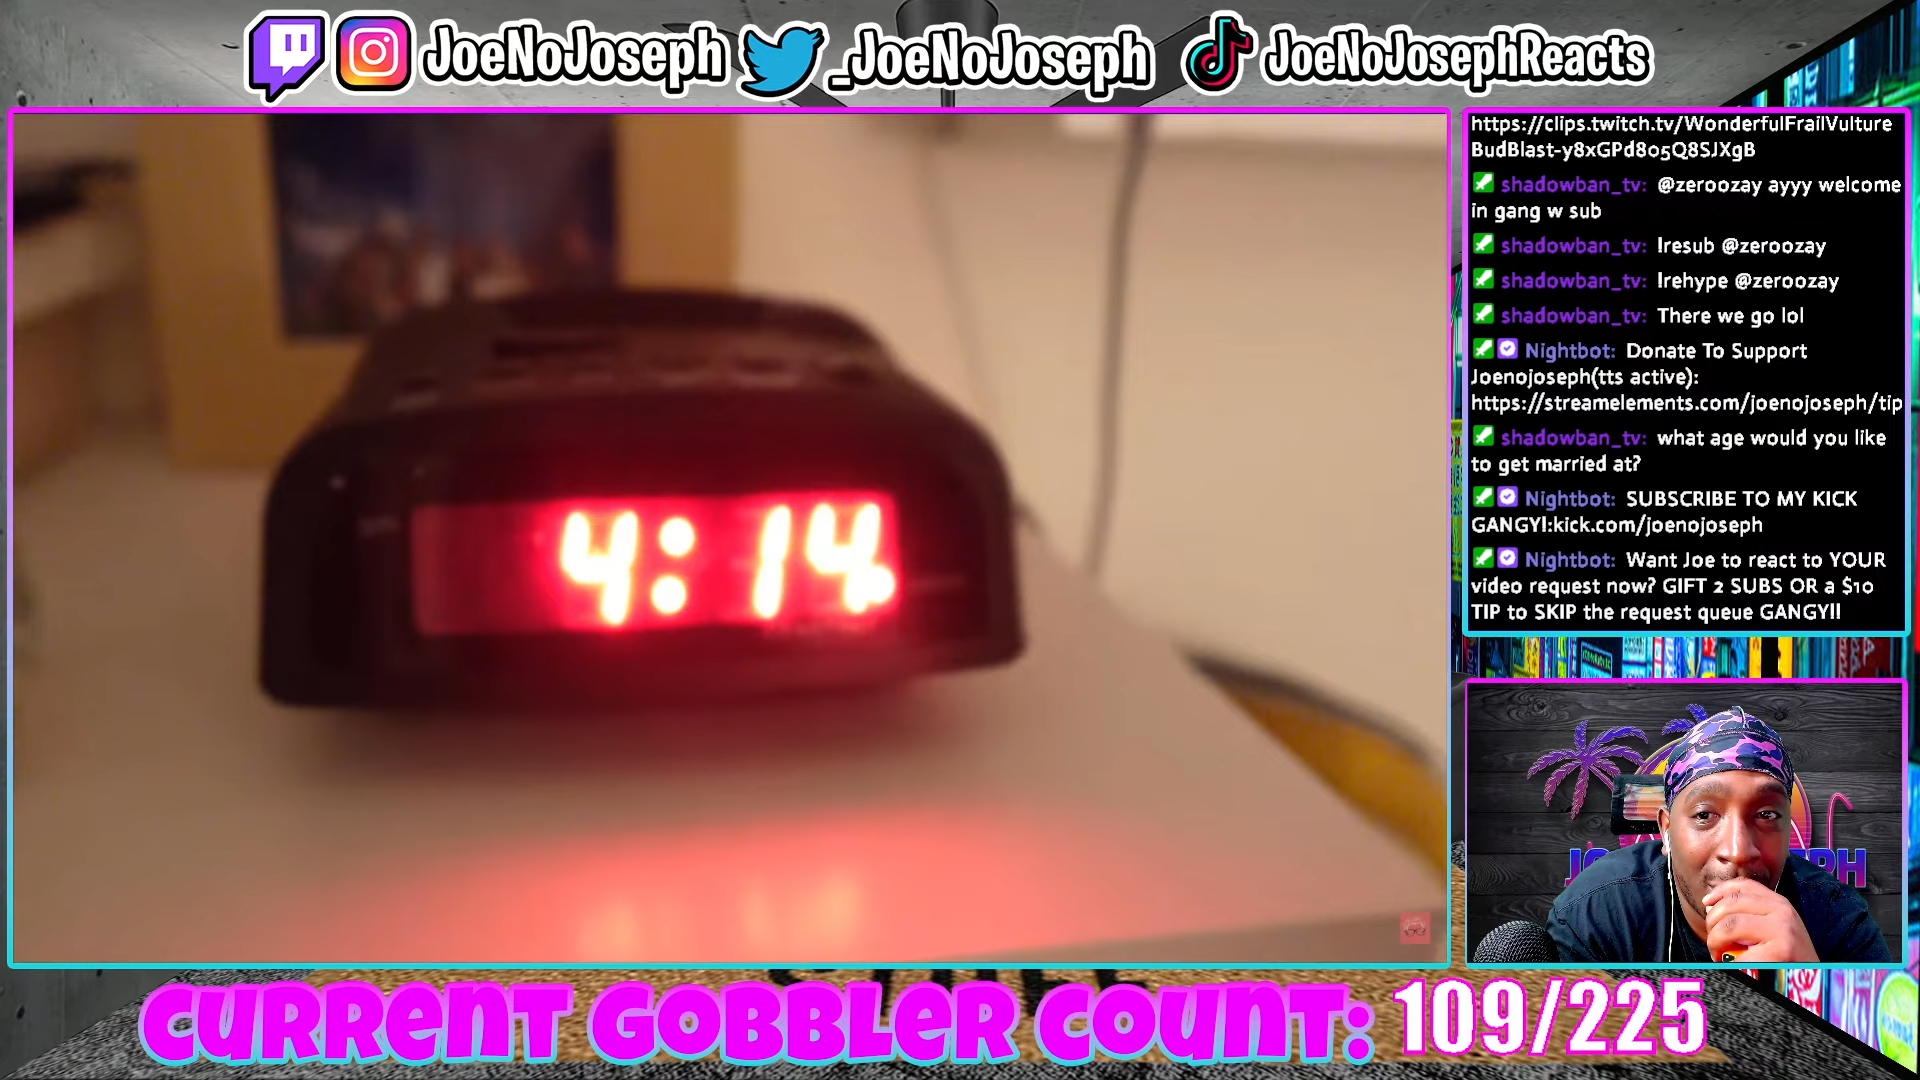 JoeNoJoseph
_JoeNoJoseph
JoeNoJosephReacts
https://clips.twitch.tv/WonderfulFrailVulture
BudBlast-y8xGPd8o5Q8SJXgB
shadowban_tv: @zeroozay ayyy welcome
in gang w sub
shadowban_tv: !resub @zeroozay
shadowban_tv: !rehype @zeroozay
shadowban_tv: There we go lol
Nightbot: Donate To Support
Joenojoseph(tts active):
https://streamelements.com/joenojoseph/tip
shadowban_tv: what age would you like
to get married at?
Nightbot: SUBSCRIBE TO MY KICK
GANGY!:kick.com/joenojoseph
Nightbot: Want Joe to react to YOUR
video request now? GIFT 2 SUBS OR a $10
TIP to SKIP the request queue GANGY!!
4:14
CURRENT GOBBLER COUNT: 109/225